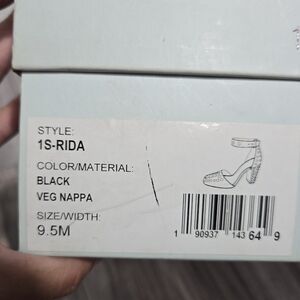 STYLE:
1S-RIDA
COLOR/MATERIAL:
BLACK
VEG NAPPA
SIZE/WIDTH:
9.5M
1 90937 143 64 9